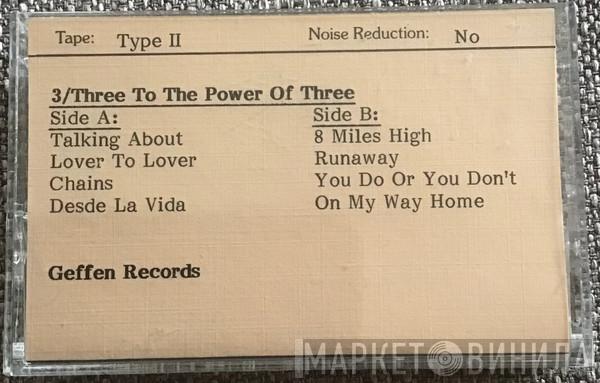 Tape: Type II Noise Reduction: No
3/Three To The Power Of Three
Side A: Side B:
Talking About 8 Miles High
Lover To Lover Runaway
Chains You Do Or You Don't
Desde La Vida On My Way Home
Geffen Records
МАРКЕТ ВИНИЛА